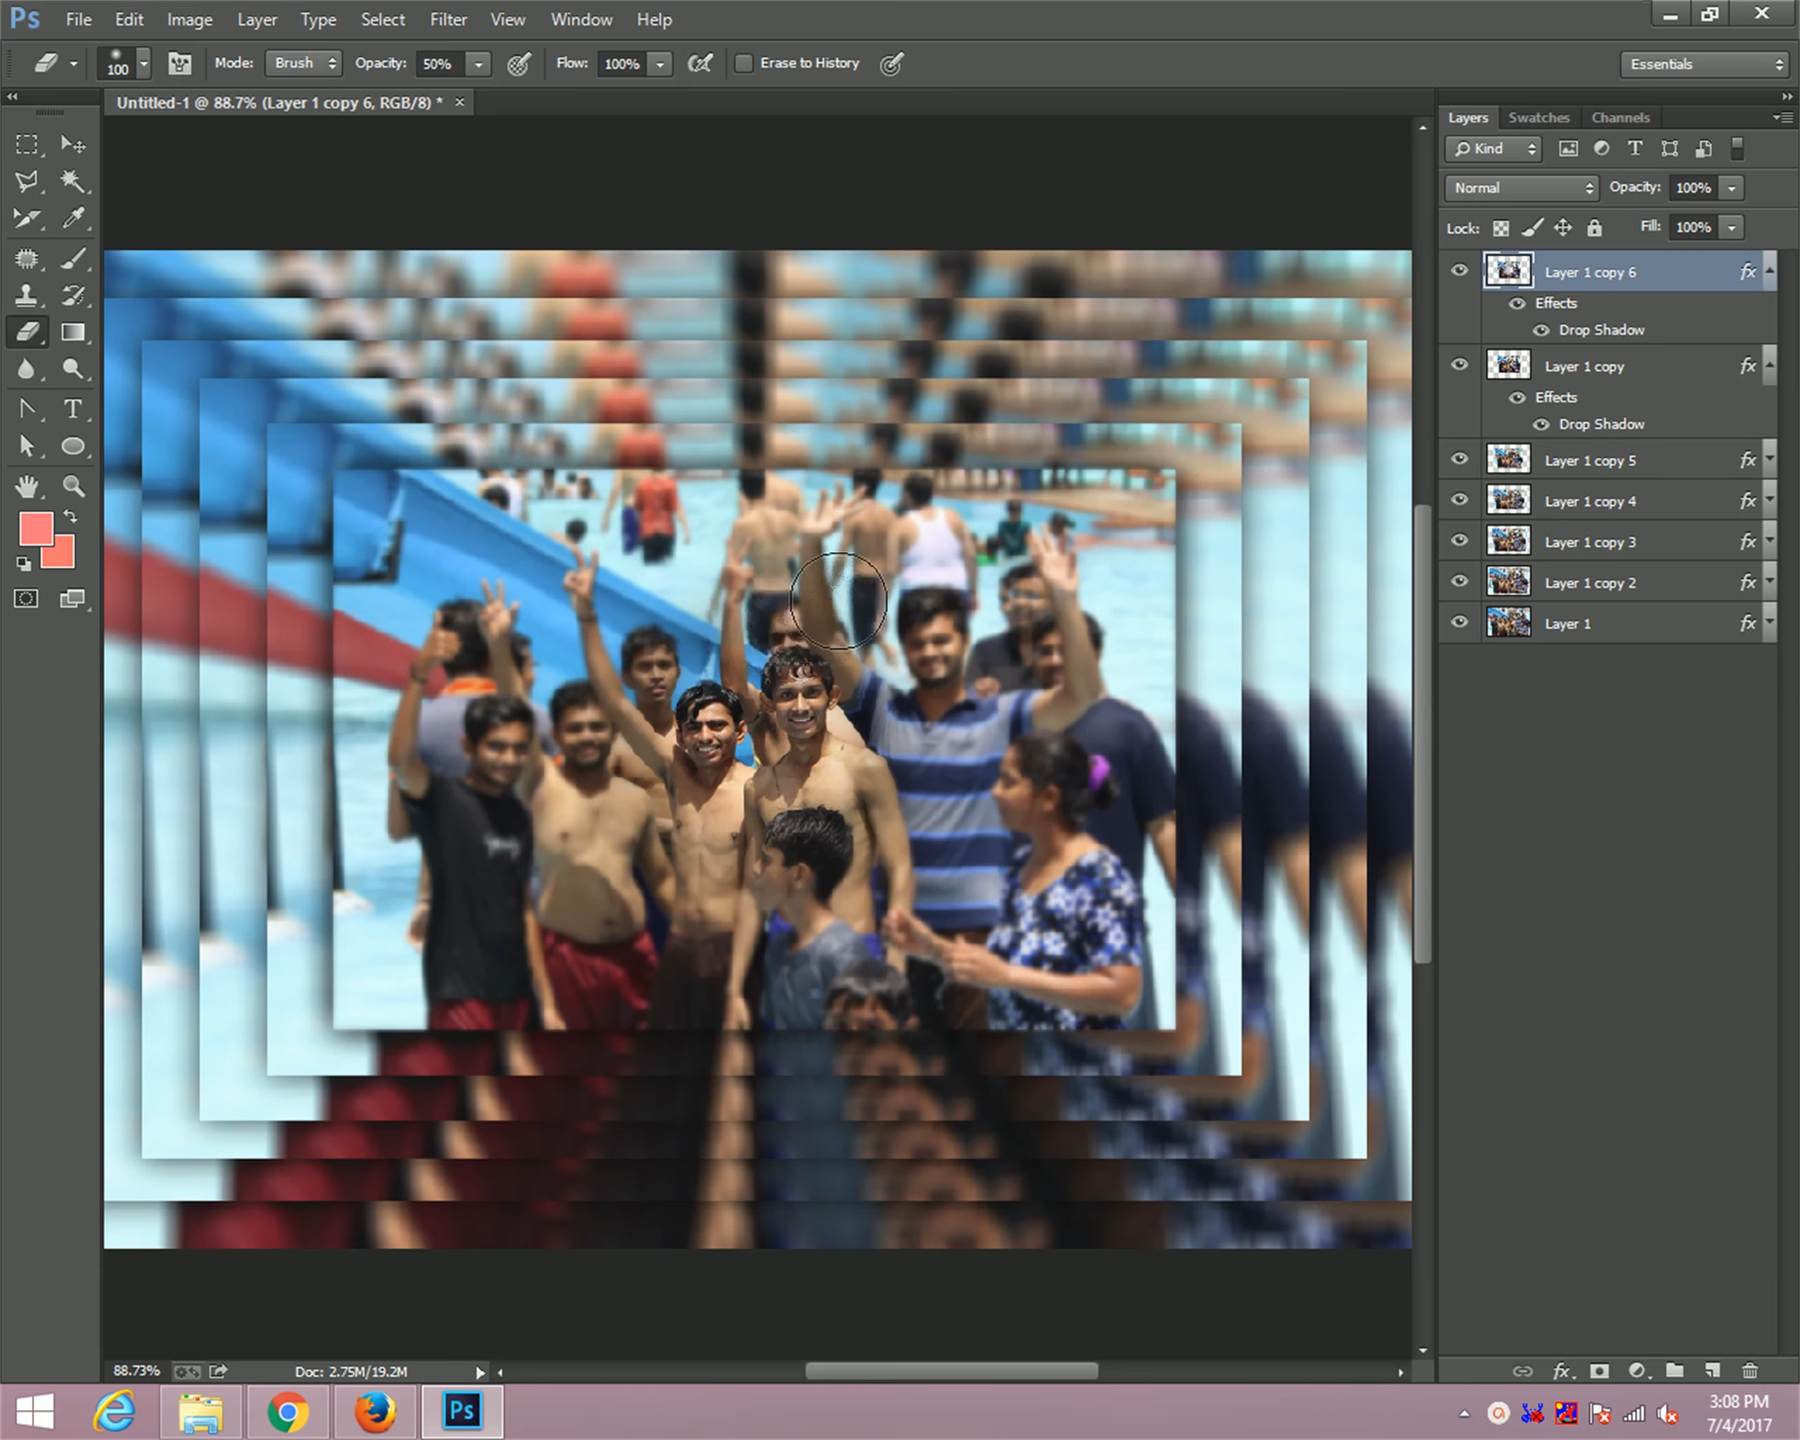 Ps File Edit Image Layer Type Select Filter View Window Help
100 Mode: Brush Opacity: 50% Flow: 100% Erase to History Essentials
Untitled-1 @ 88.7% (Layer 1 copy 6, RGB/8) * ×
Layers Swatches Channels
Kind
Normal Opacity: 100%
Lock: Fill: 100%
Layer 1 copy 6 fx
Effects
Drop Shadow
Layer 1 copy fx
Effects
Drop Shadow
Layer 1 copy 5 fx
Layer 1 copy 4 fx
Layer 1 copy 3 fx
Layer 1 copy 2 fx
Layer 1 fx
88.73% Doc: 2.75M/19.2M
fx
Ps
3:08 PM
7/4/2017